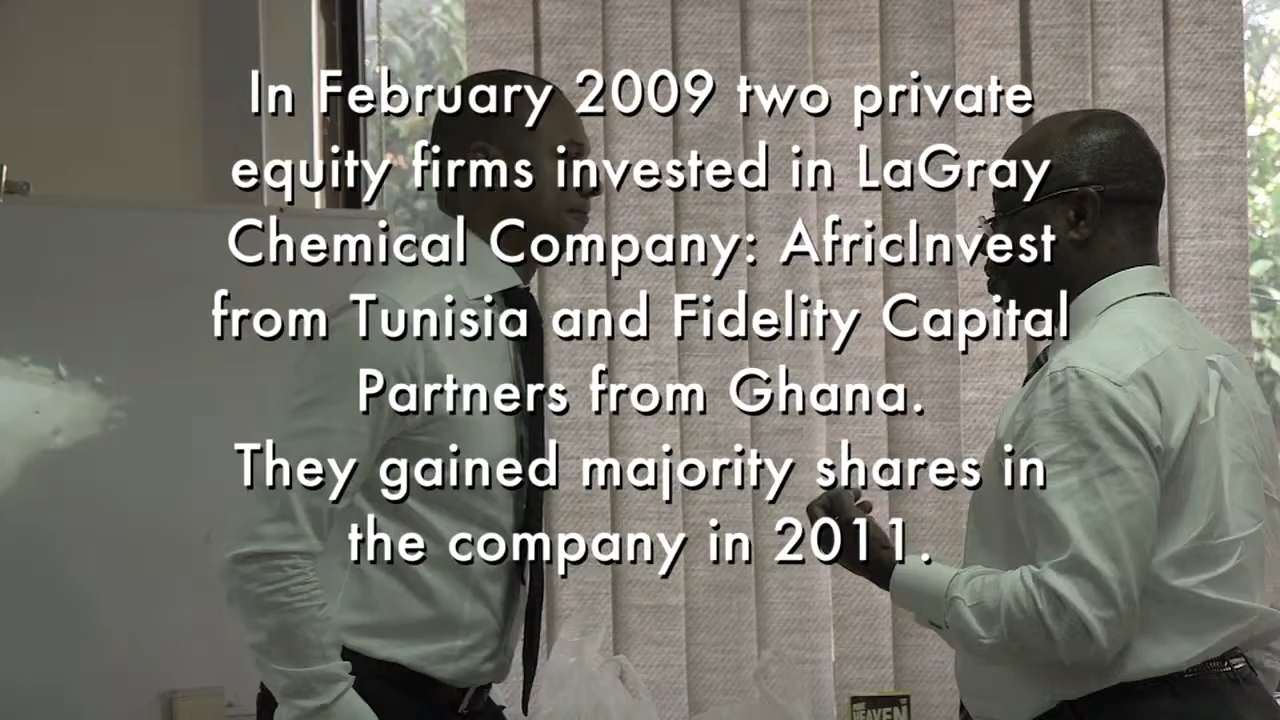 In February 2009 two private
equity firms invested in LaGray
Chemical Company: AfricInvest
from Tunisia and Fidelity Capital
Partners from Ghana.
They gained majority shares in
the company in 2011.
HEAVEN